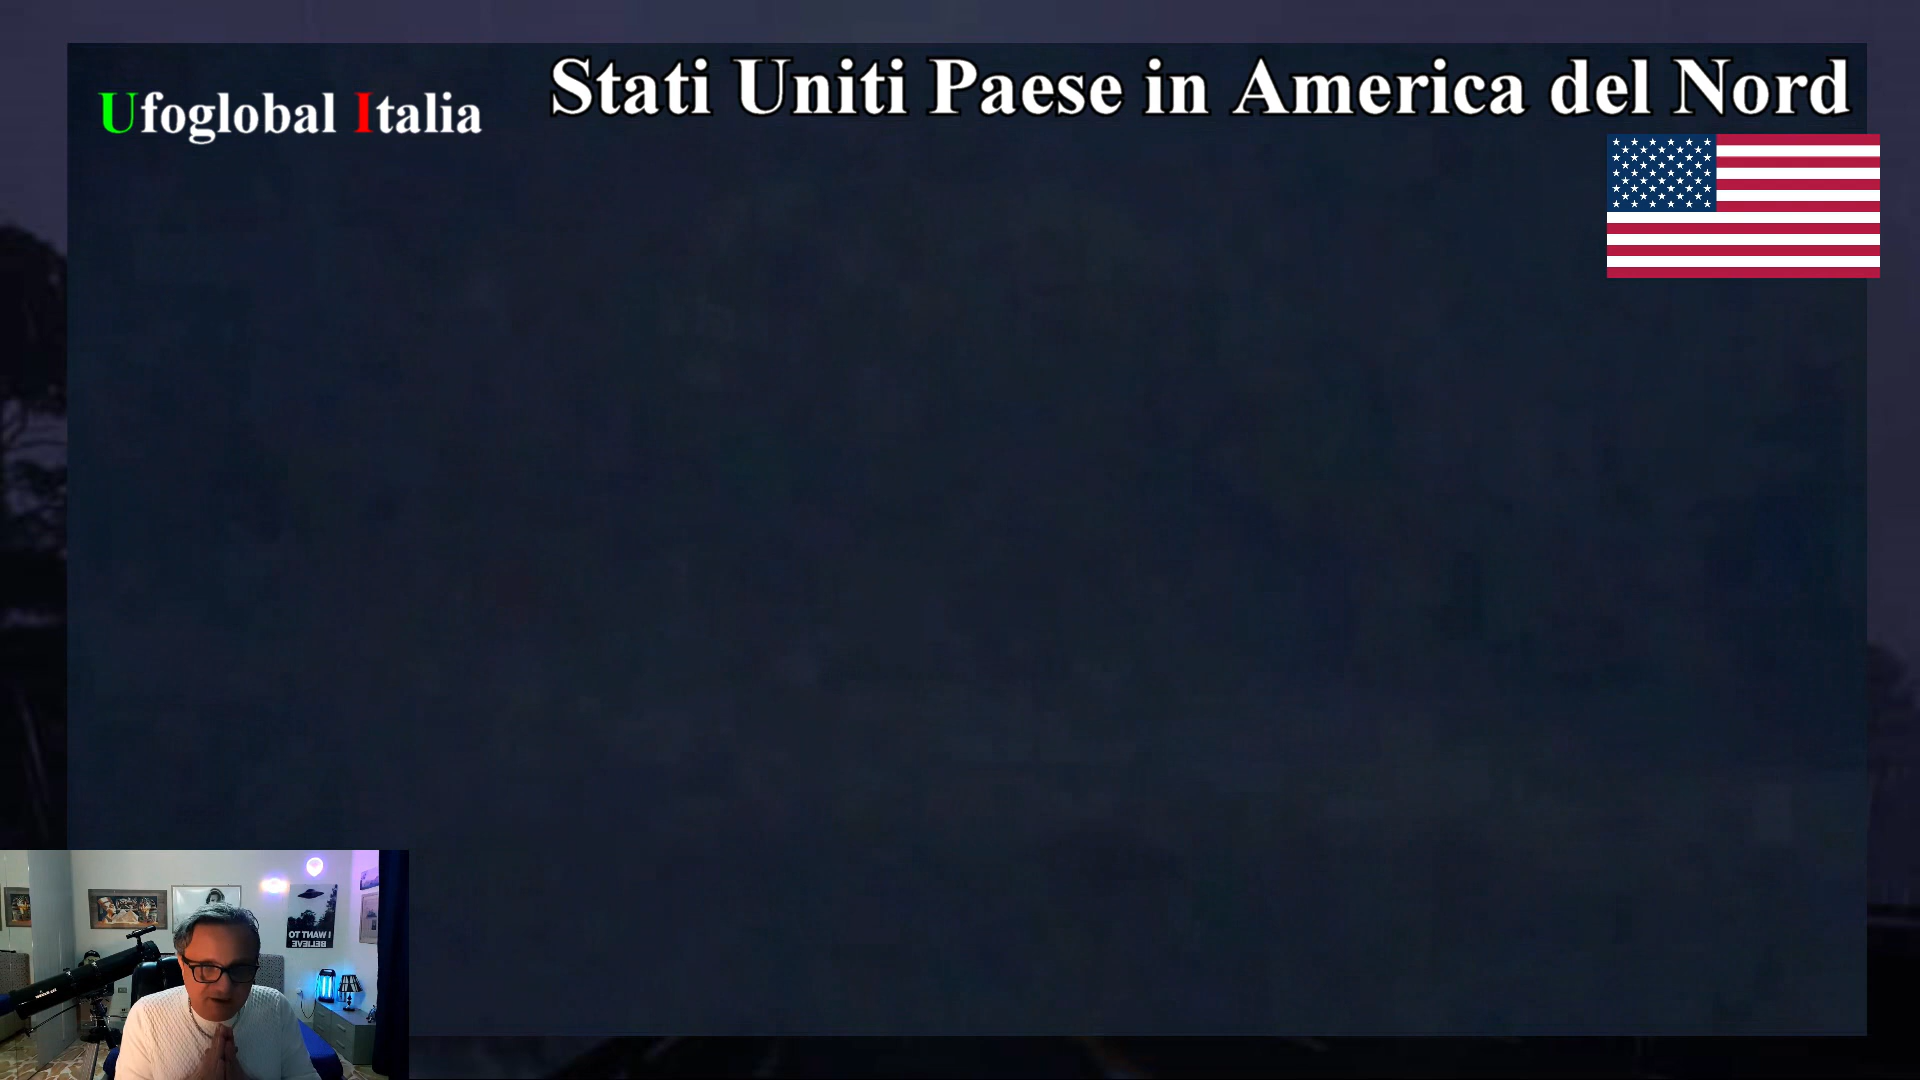 Stati Uniti Paese in America del Nord
Ufoglobal Italia
I WANT TO
BELIEVE